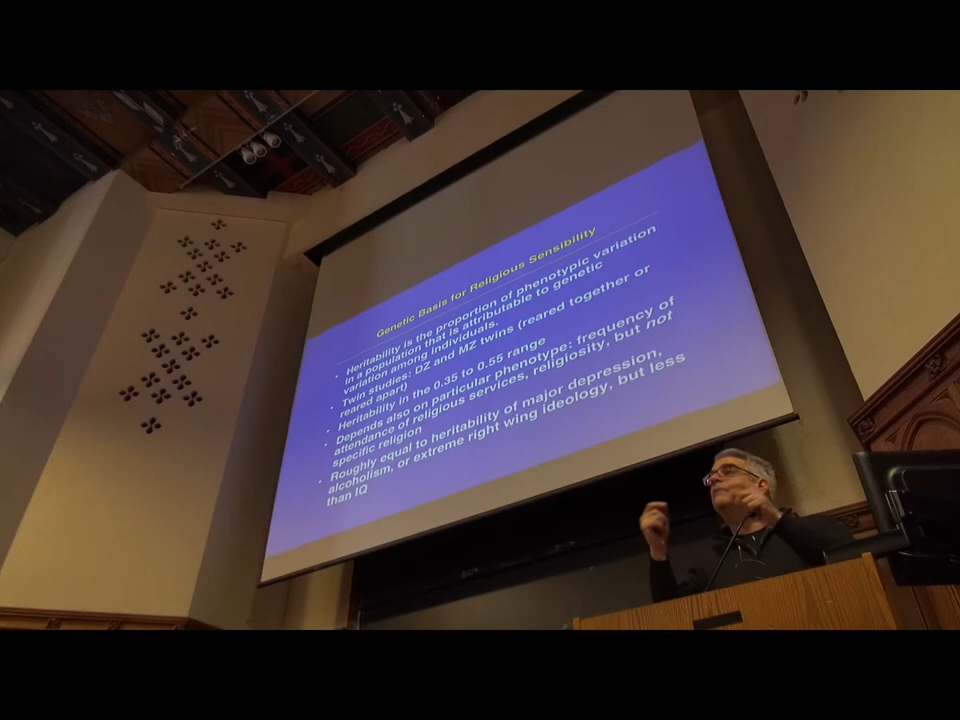 Genetic Basis for Religious Sensibility
• Heritability is the proportion of phenotypic variation
in a population that is attributable to genetic
variation among individuals.
• Twin studies: DZ and MZ twins (reared together or
reared apart)
• Heritability in the 0.35 to 0.55 range
• Depends also on particular phenotype: frequency of
attendance of religious services, religiosity, but not
specific religion
• Roughly equal to heritability of major depression,
alcoholism, or extreme right wing ideology, but less
than IQ